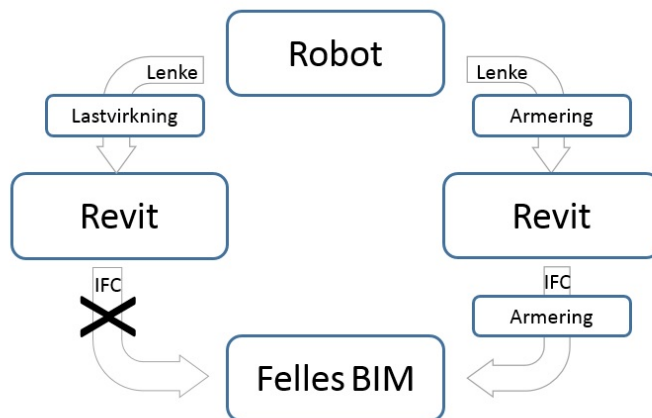 Robot
Lenke
Lenke
Lastvirkning
Armering
Revit
Revit
IFC
IFC
Armering
Felles BIM